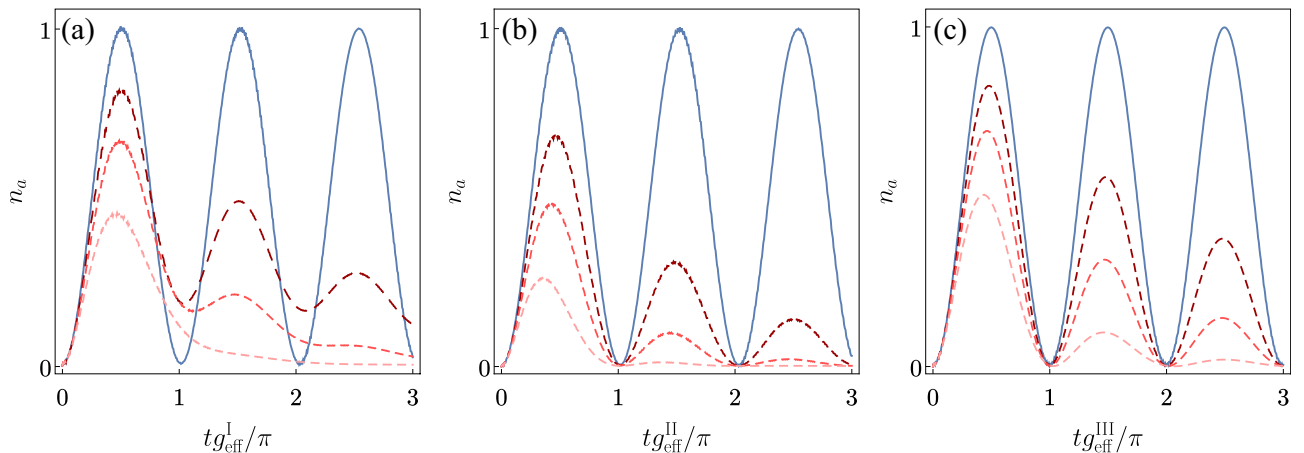 (a)
1
n_a
0
0 1 2 3
tg_eff^I/π
(b)
1
n_a
0
0 1 2 3
tg_eff^II/π
(c)
1
n_a
0
0 1 2 3
tg_eff^III/π